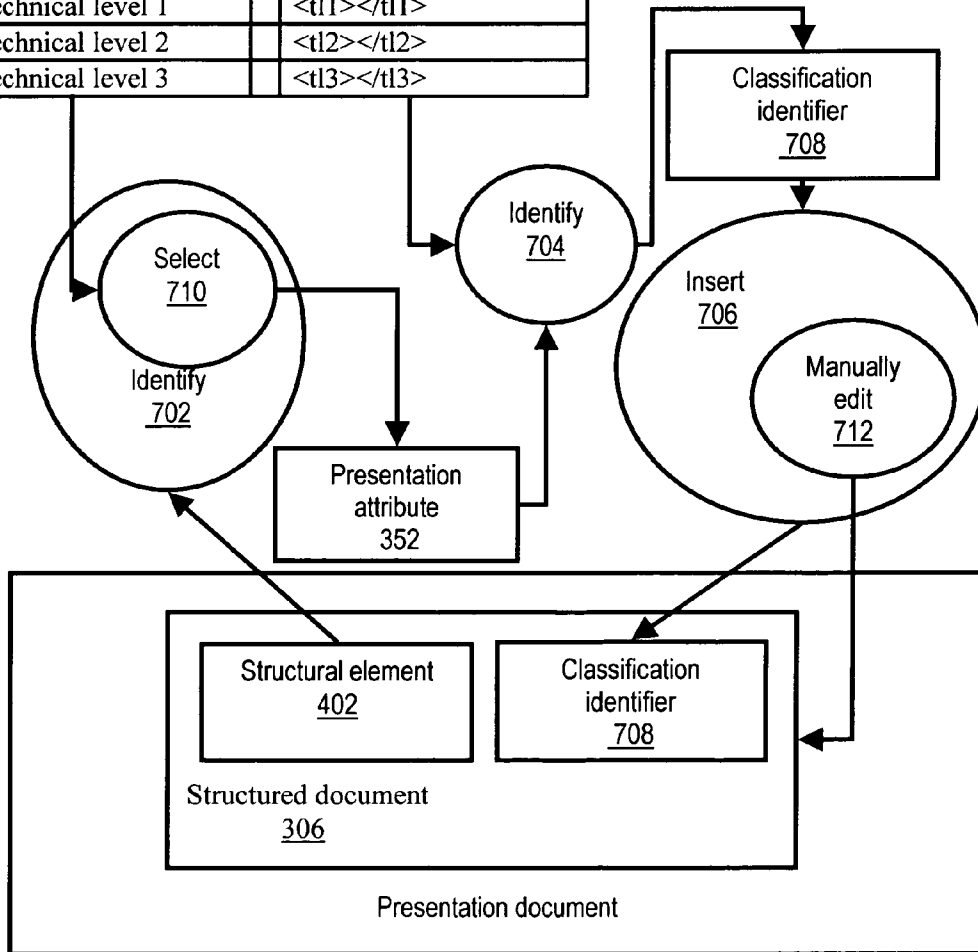 echnical level 1 <tl1></tl1>
echnical level 2 <tl2></tl2>
echnical level 3 <tl3></tl3>
Classification
identifier
708
Identify
704
Select
710
Identify
702
Insert
706
Manually
edit
712
Presentation
attribute
352
Structural element
402
Classification
identifier
708
Structured document
306
Presentation document